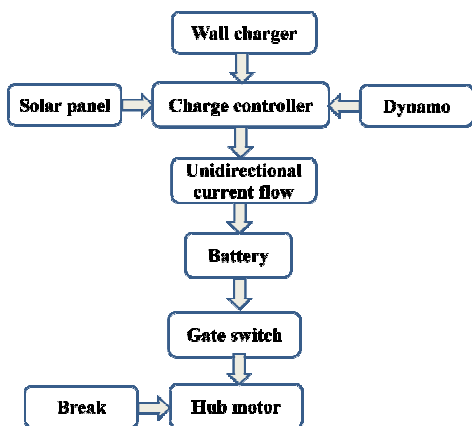 Wall charger
Solar panel
Charge controller
Dynamo
Unidirectional
current flow
Battery
Gate switch
Break
Hub motor